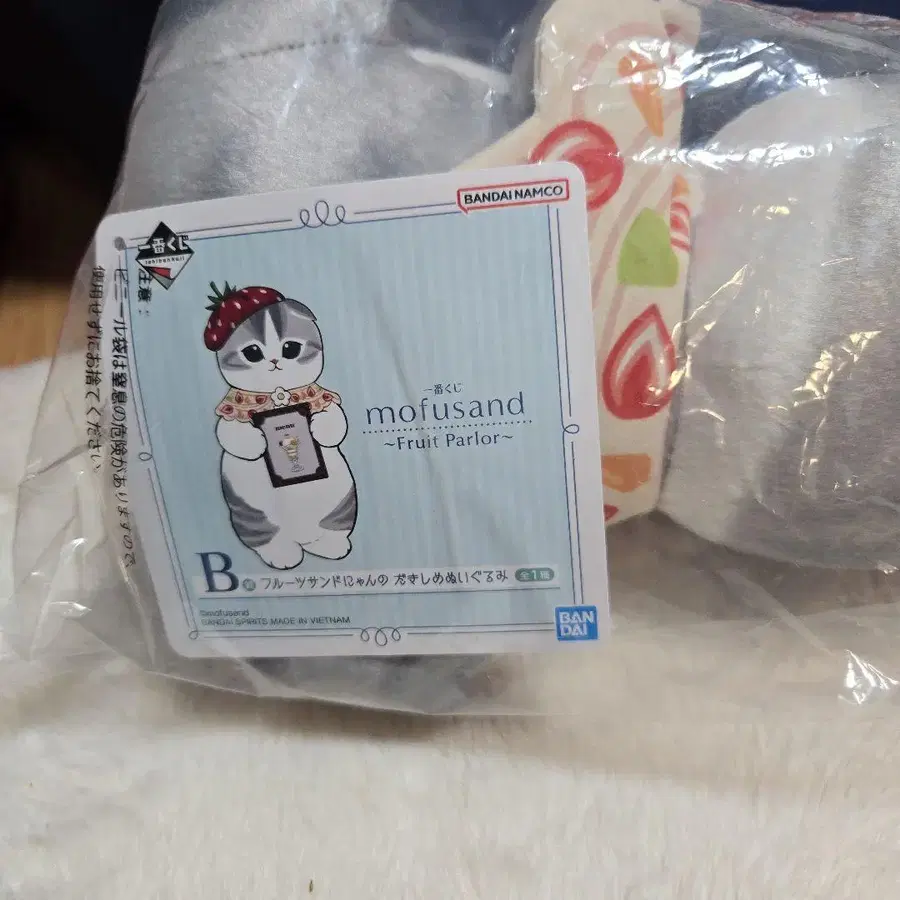 BANDAI NAMCO
一番くじ
ichibankuji
注意:
ビニール袋は窒息の危険がありますので、
使用せずにお捨てください
一番くじ
mofusand
~Fruit Parlor~
B賞 フルーツサンドにゃんの だきしめぬいぐるみ 全1種
©mofusand
BANDAI SPIRITS MADE IN VIETNAM
BAN
DAI